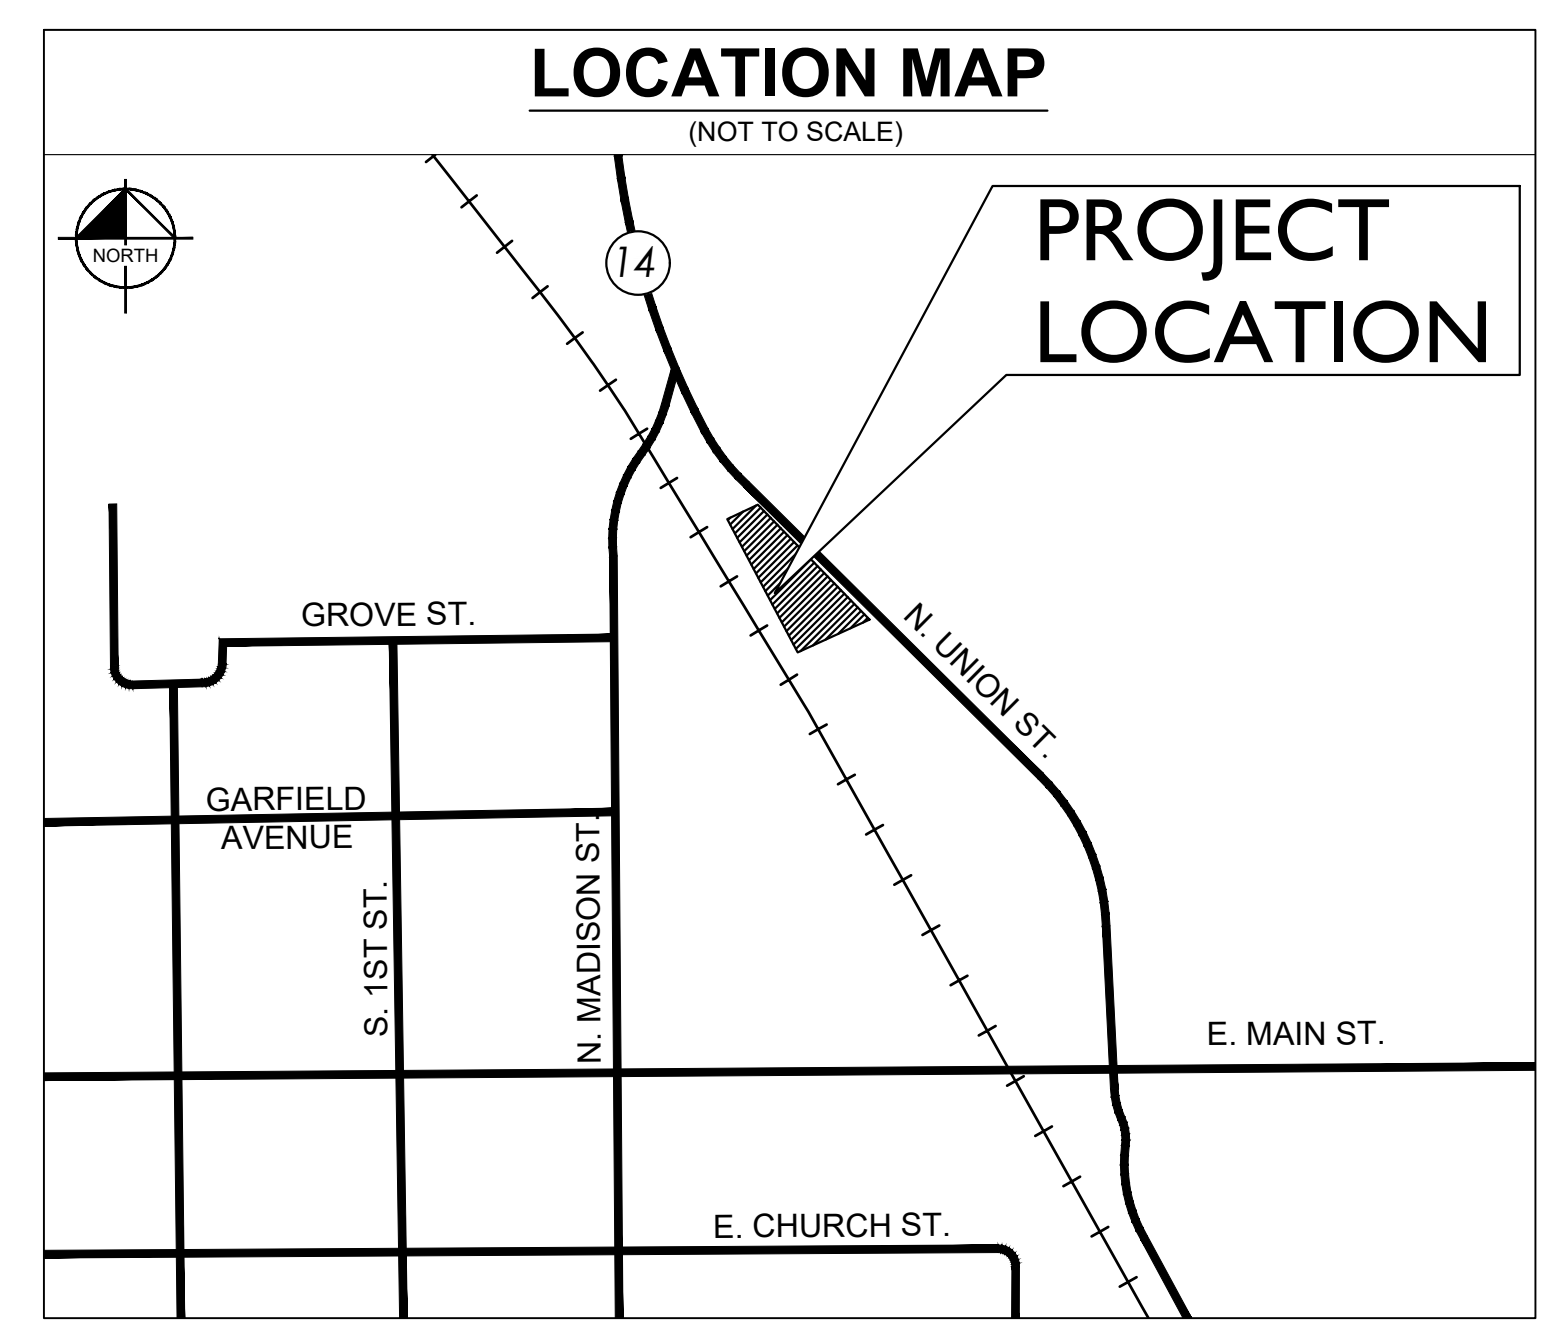 LOCATION MAP
(NOT TO SCALE)
NORTH
14
PROJECT
LOCATION
GROVE ST.
N. UNION ST.
GARFIELD
AVENUE
S. 1ST ST.
N. MADISON ST.
E. MAIN ST.
E. CHURCH ST.